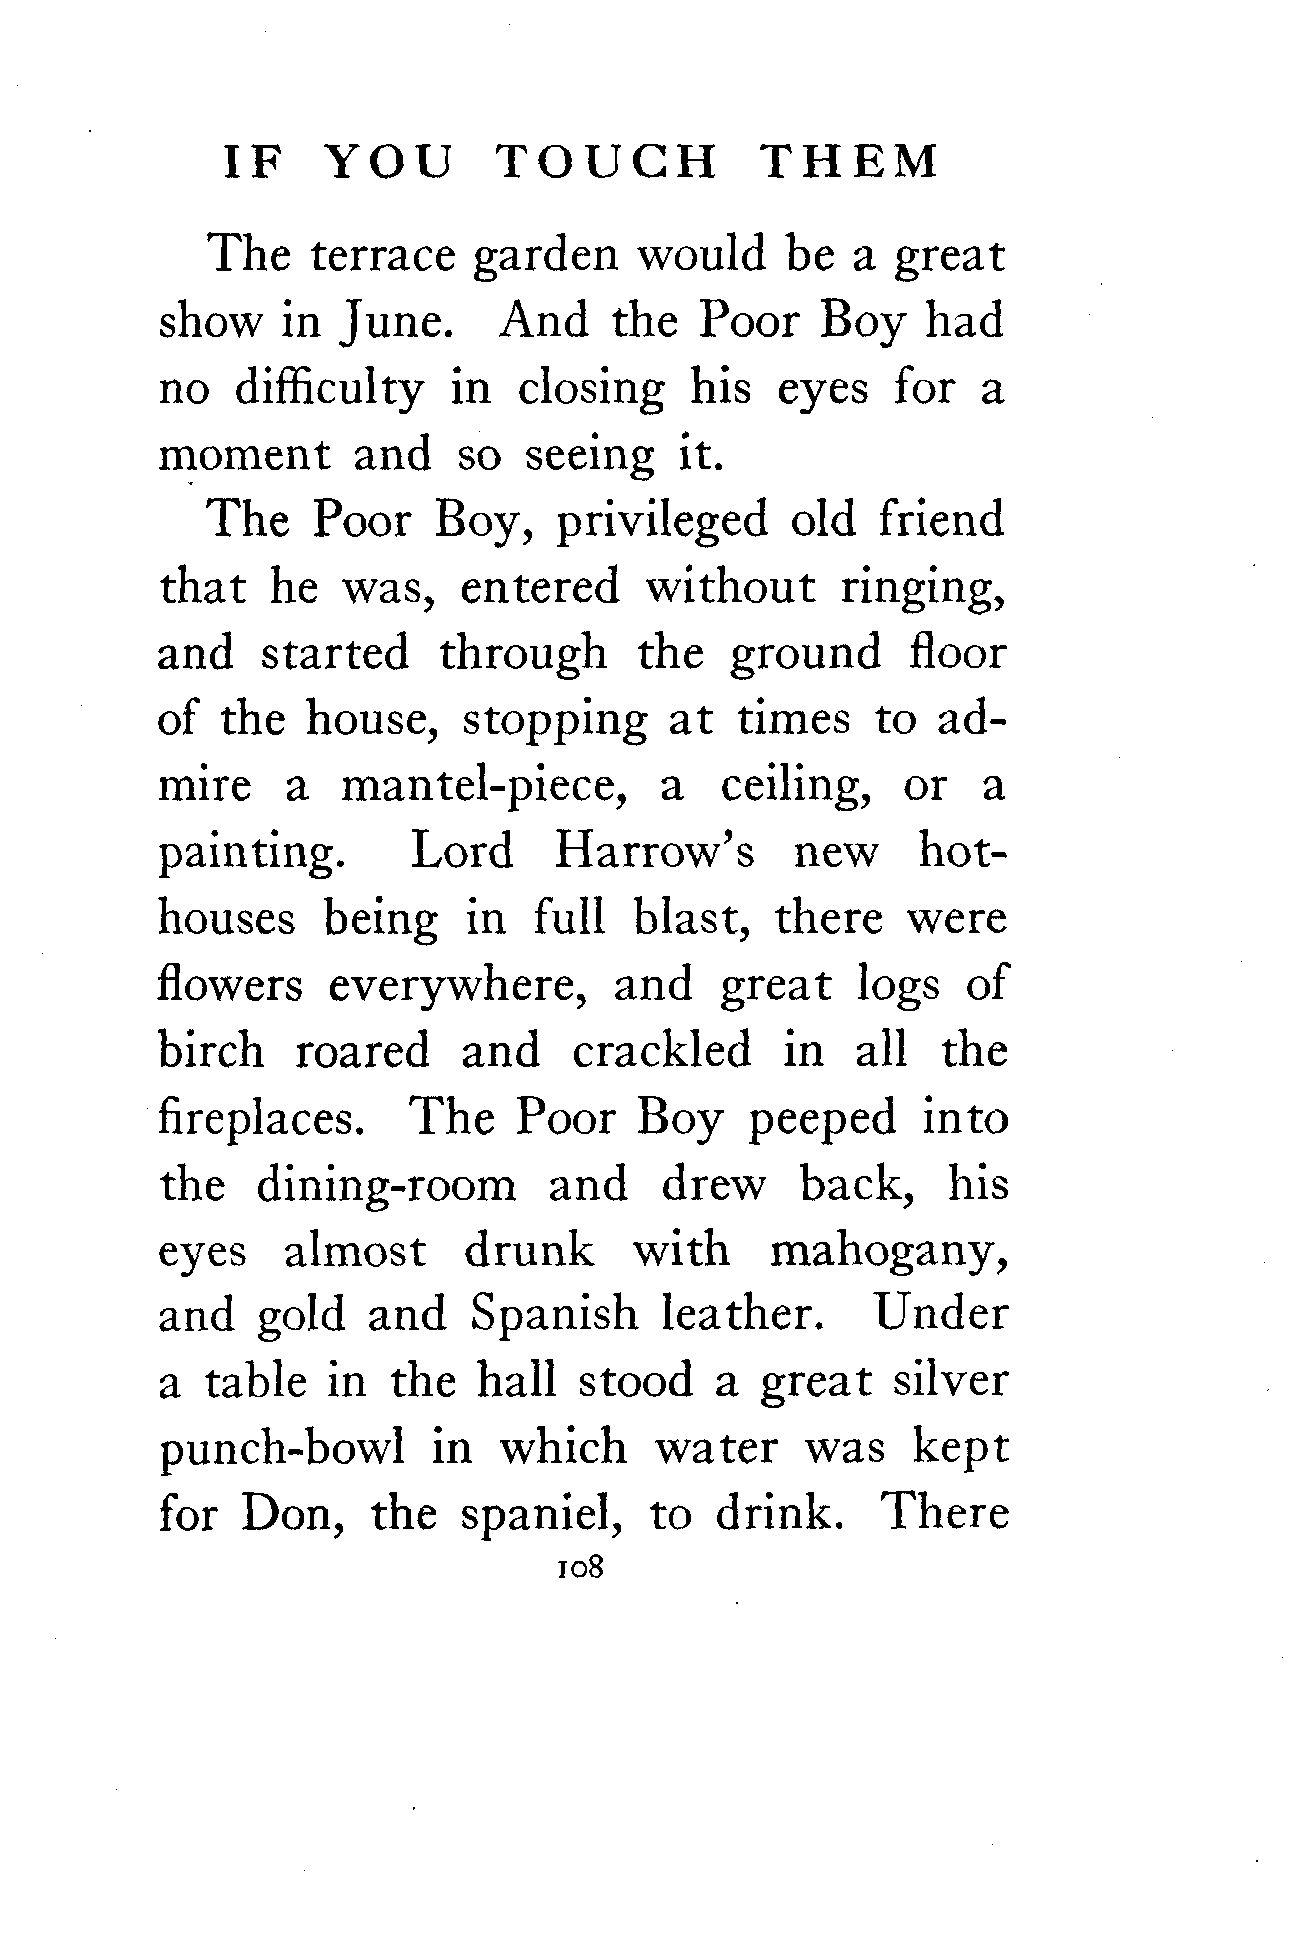 IF YOU TOUCH THEM
The terrace garden would be a great
show in June. And the Poor Boy had
no difficulty in closing his eyes for a
moment and so seeing it.
The Poor Boy, privileged old friend
that he was, entered without ringing,
and started through the ground floor
of the house, stopping at times to ad-
mire a mantel-piece, a ceiling, or a
painting. Lord Harrow's new hot-
houses being in full blast, there were
flowers everywhere, and great logs of
birch roared and crackled in all the
fireplaces. The Poor Boy peeped into
the dining-room and drew back, his
eyes almost drunk with mahogany,
and gold and Spanish leather. Under
a table in the hall stood a great silver
punch-bowl in which water was kept
for Don, the spaniel, to drink. There
108